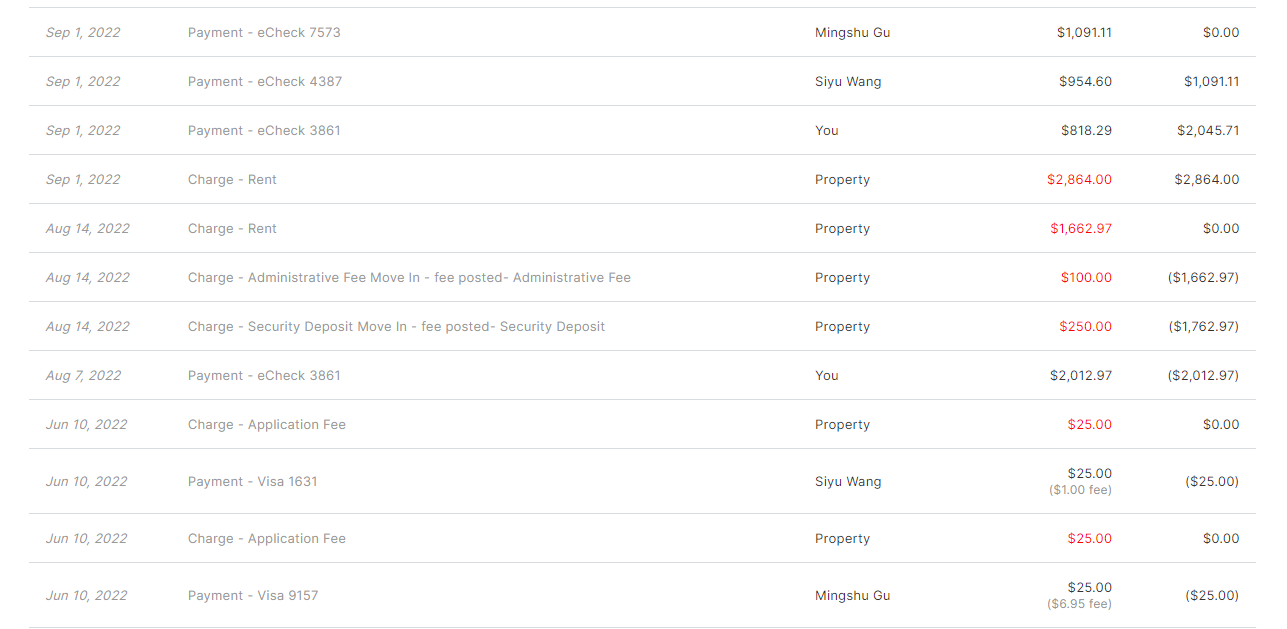 Sep 1, 2022 Payment - eCheck 7573 Mingshu Gu $1,091.11 $0.00
Sep 1, 2022 Payment - eCheck 4387 Siyu Wang $954.60 $1,091.11
Sep 1, 2022 Payment - eCheck 3861 You $818.29 $2,045.71
Sep 1, 2022 Charge - Rent Property $2,864.00 $2,864.00
Aug 14, 2022 Charge - Rent Property $1,662.97 $0.00
Aug 14, 2022 Charge - Administrative Fee Move In - fee posted- Administrative Fee Property $100.00 ($1,662.97)
Aug 14, 2022 Charge - Security Deposit Move In - fee posted- Security Deposit Property $250.00 ($1,762.97)
Aug 7, 2022 Payment - eCheck 3861 You $2,012.97 ($2,012.97)
Jun 10, 2022 Charge - Application Fee Property $25.00 $0.00
Jun 10, 2022 Payment - Visa 1631 Siyu Wang $25.00 ($25.00)
($1.00 fee)
Jun 10, 2022 Charge - Application Fee Property $25.00 $0.00
Jun 10, 2022 Payment - Visa 9157 Mingshu Gu $25.00 ($25.00)
($6.95 fee)